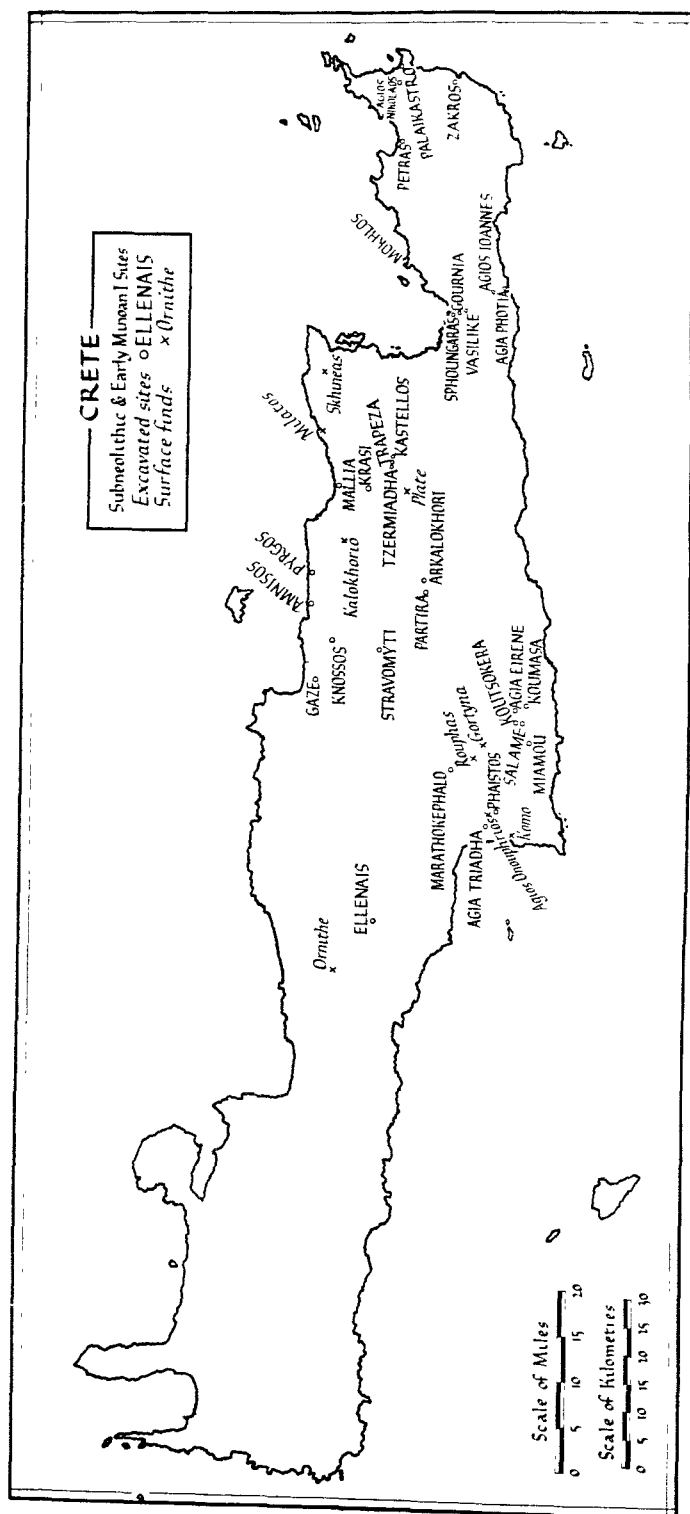 CRETE
Subneolithic & Early Minoan I Sites
Excavated sites ELLENAIS
Surface finds x Ornithe
AGIOS
NIKOLAOS
PALAIKASTRO
PETRAS
ZAKROS
MOKHLOS
AGIOS IOANNES
GOURNIA
SPHOUNGARAS
VASILIKE
AGIA PHOTIA
Milatos
Skhuneas
MALLIA
KRASI
TRAPEZA
TZERMIADHA
KASTELLOS
Plate
PYRGOS
AMNISOS
Kalokhorio
ARKALOKHORI
PARTIRA
GAZE
KNOSSOS
STRAVOMYTI
MARATHOKEPHALO
Rouphas
Gortyna
KOUTSOKERA
AGIA EIRENE
SALAME
KOUMASA
MIAMOU
PHAISTOS
AGIA TRIADHA
Agios Onouphrios
Komo
ELLENAIS
Ornithe
Scale of Miles
0 5 10 15 20
Scale of Kilometres
0 5 10 15 20 25 30